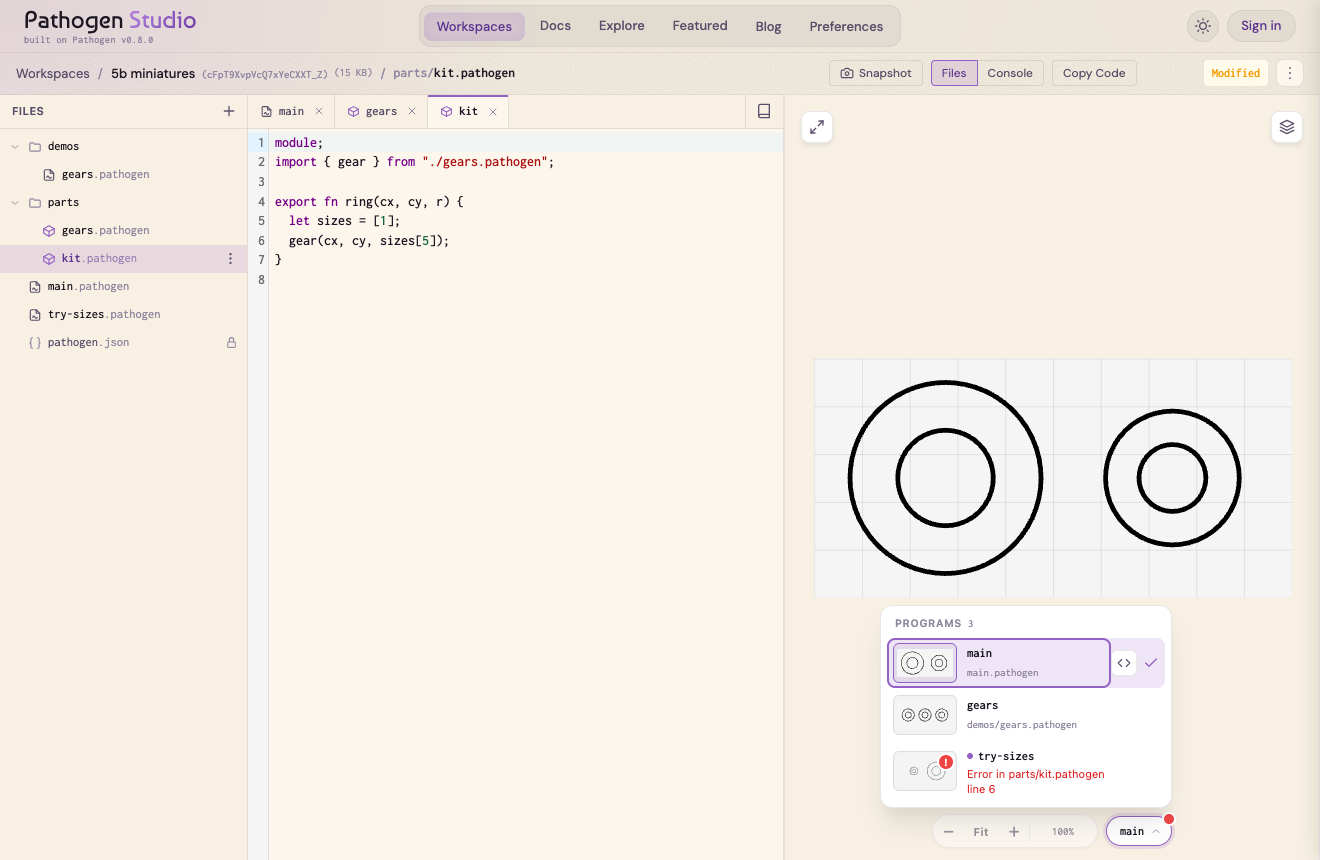 Pathogen Studio
built on Pathogen v0.8.0
Workspaces
Docs
Explore
Featured
Blog
Preferences
Sign in
Workspaces / 5b miniatures (cFpT9XvpVcQ7xYeCXXT_Z) (15 KB) / parts/kit.pathogen
Snapshot
Files
Console
Copy Code
Modified
FILES
demos
gears.pathogen
parts
gears.pathogen
kit.pathogen
main.pathogen
try-sizes.pathogen
{} pathogen.json
main
gears
kit
1 module;
2 import { gear } from "./gears.pathogen";
3
4 export fn ring(cx, cy, r) {
5 let sizes = [1];
6 gear(cx, cy, sizes[5]);
7 }
8
PROGRAMS 3
main
main.pathogen
gears
demos/gears.pathogen
try-sizes
Error in parts/kit.pathogen
line 6
Fit
100%
main